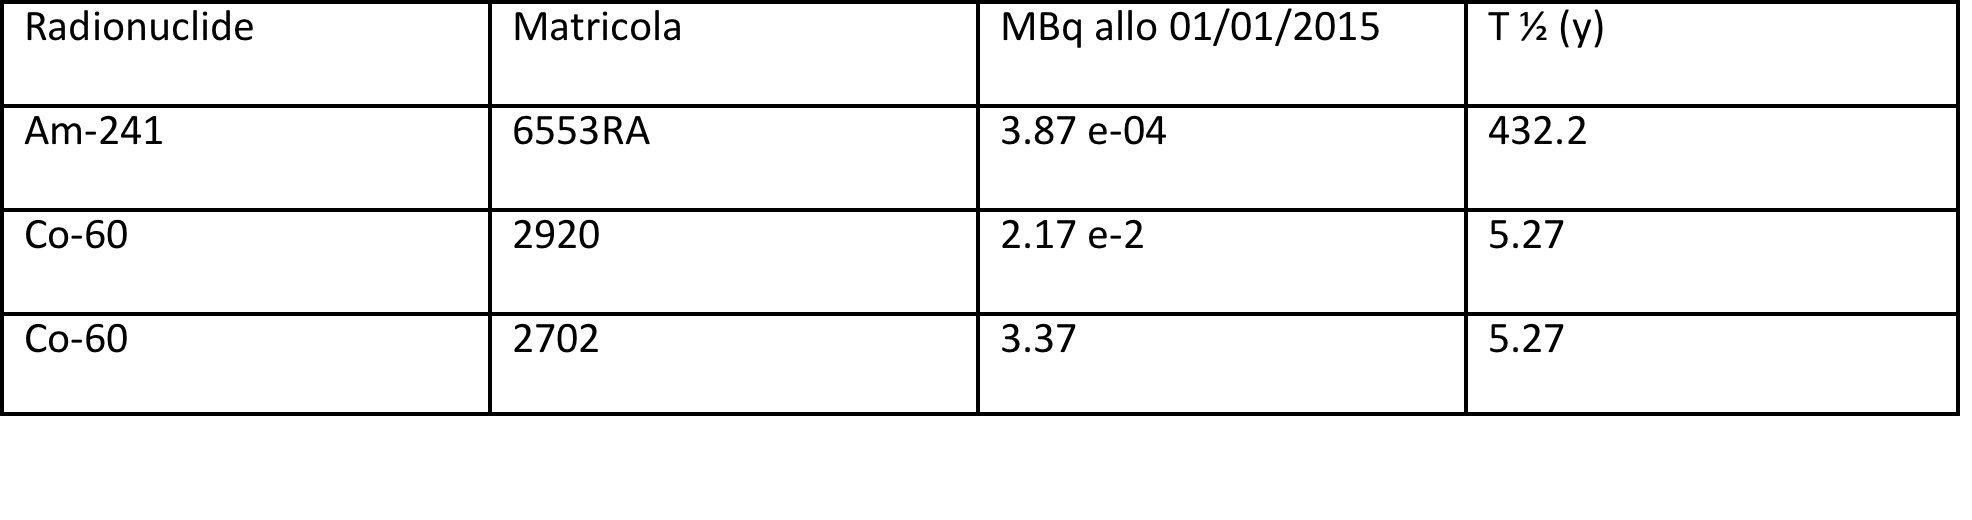 Radionuclide Matricola MBq allo 01/01/2015 T ½ (y)
Am-241 6553RA 3.87 e-04 432.2
Co-60 2920 2.17 e-2 5.27
Co-60 2702 3.37 5.27